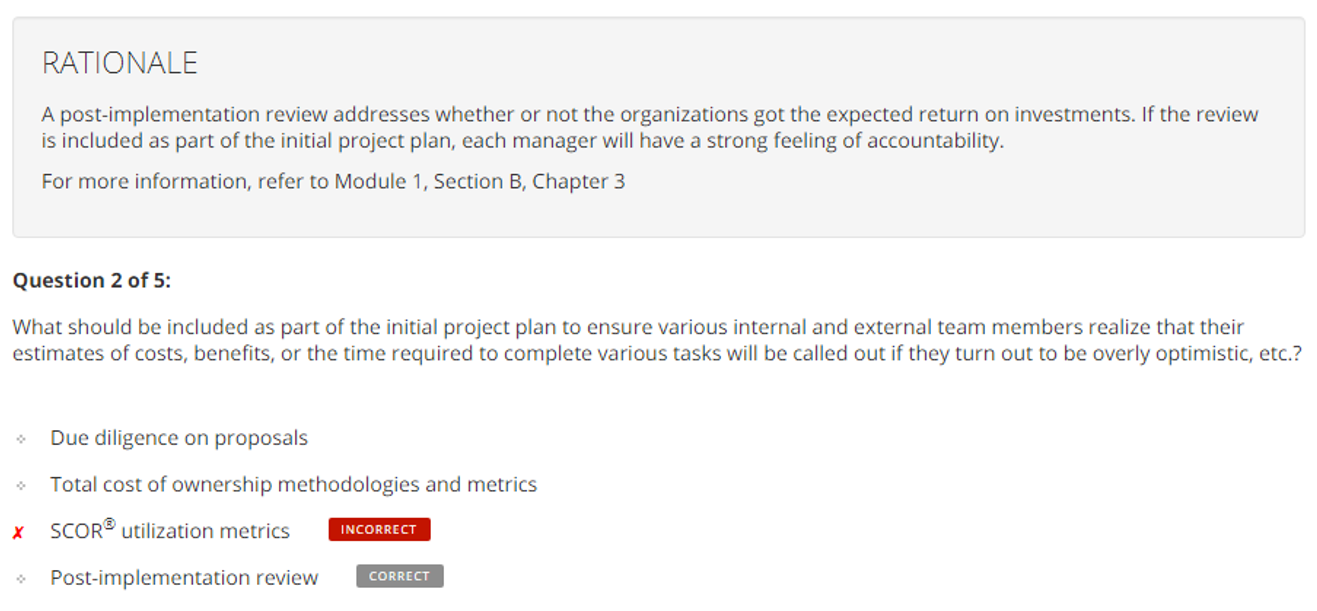 RATIONALE
A post-implementation review addresses whether or not the organizations got the expected return on investments. If the review
is included as part of the initial project plan, each manager will have a strong feeling of accountability.
For more information, refer to Module 1, Section B, Chapter 3
Question 2 of 5:
What should be included as part of the initial project plan to ensure various internal and external team members realize that their
estimates of costs, benefits, or the time required to complete various tasks will be called out if they turn out to be overly optimistic, etc.?
Due diligence on proposals
Total cost of ownership methodologies and metrics
✗ SCOR® utilization metrics INCORRECT
Post-implementation review CORRECT